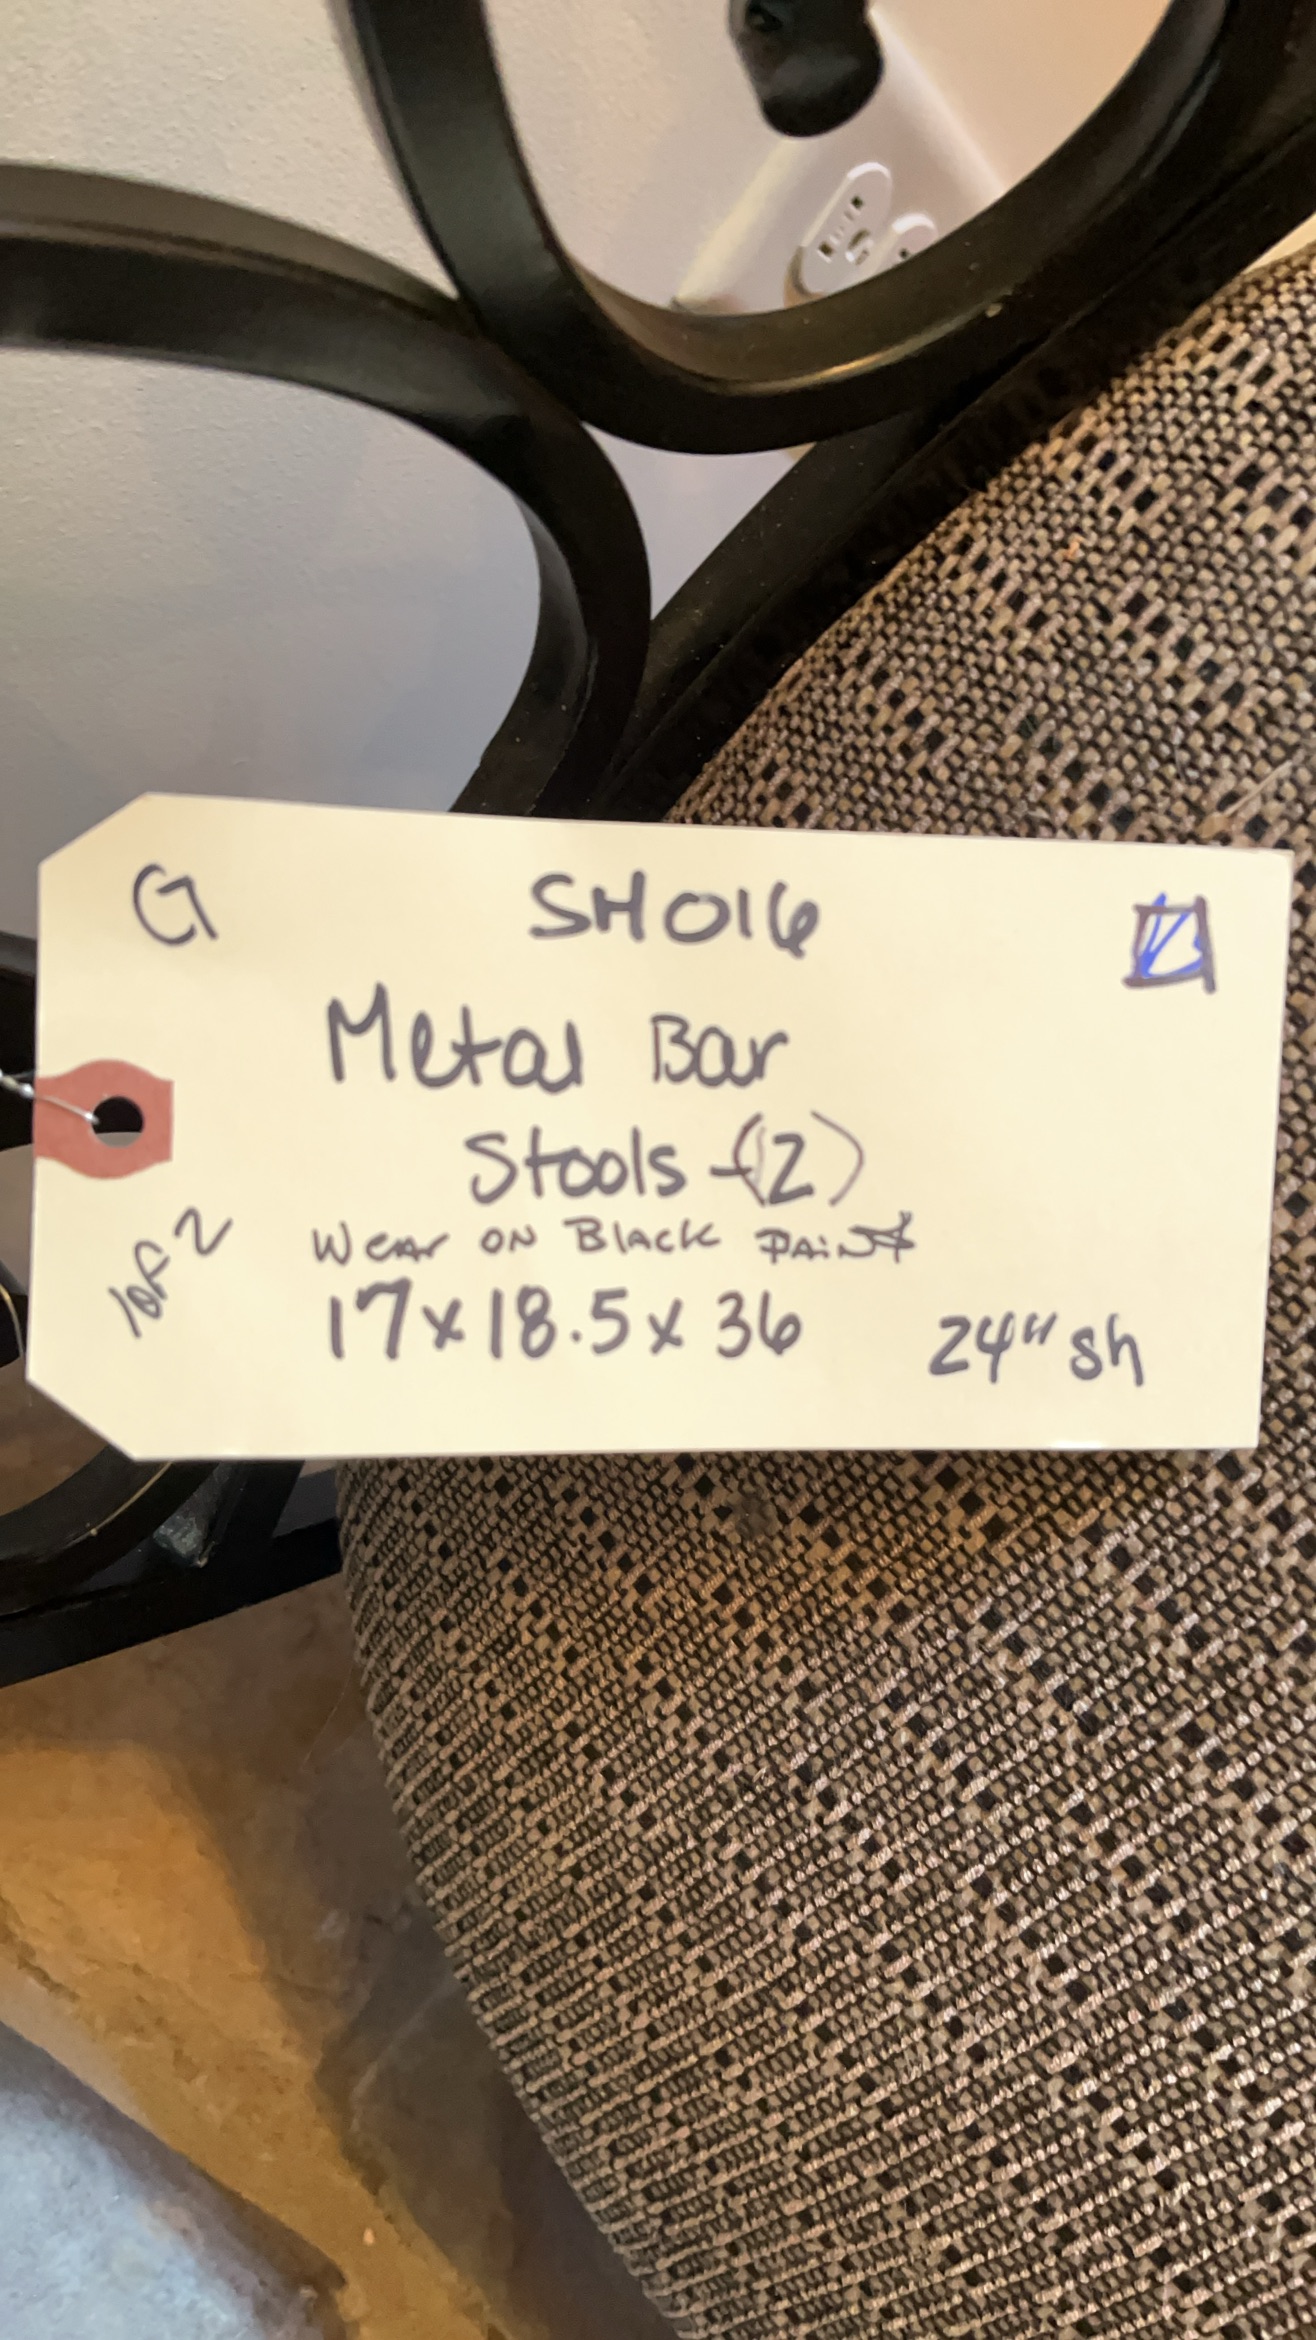 G
SH016
Metal Bar
Stools - (2)
1 of 2
Wear on Black Paint
17 x 18.5 x 36
24" sh